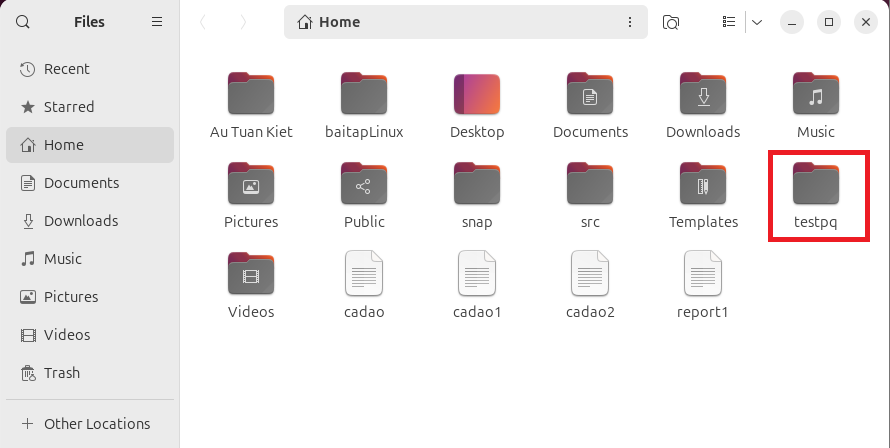 Files
Home
Recent
Starred
Home
Documents
Downloads
Music
Pictures
Videos
Trash
Other Locations
Au Tuan Kiet
baitapLinux
Desktop
Documents
Downloads
Music
Pictures
Public
snap
src
Templates
testpq
Videos
cadao
cadao1
cadao2
report1